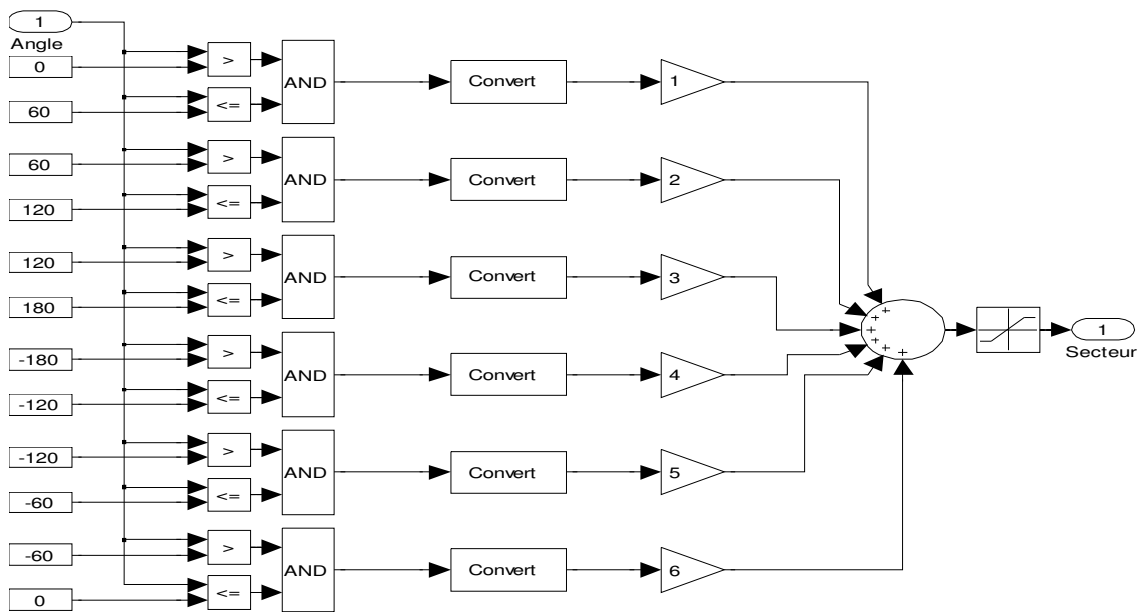 1
Angle
0
60
>
<=
AND
Convert
1
60
120
>
<=
AND
Convert
2
120
180
>
<=
AND
Convert
3
-180
-120
>
<=
AND
Convert
4
-120
-60
>
<=
AND
Convert
5
-60
0
>
<=
AND
Convert
6
+
+
+
+
+
+
1
Secteur